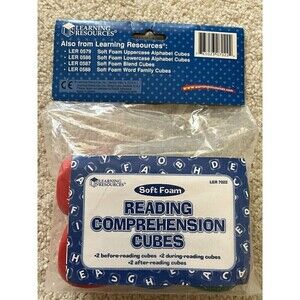 LEARNING
RESOURCES®
Also from Learning Resources®:
• LER 0579 Soft Foam Uppercase Alphabet Cubes
• LER 0586 Soft Foam Lowercase Alphabet Cubes
• LER 0587 Soft Foam Blend Cubes
• LER 0588 Soft Foam Word Family Cubes
LEARNING
RESOURCES®
Soft Foam
LER 7022
READING
COMPREHENSION
CUBES
•2 before-reading cubes •2 during-reading cubes
•2 after-reading cubes